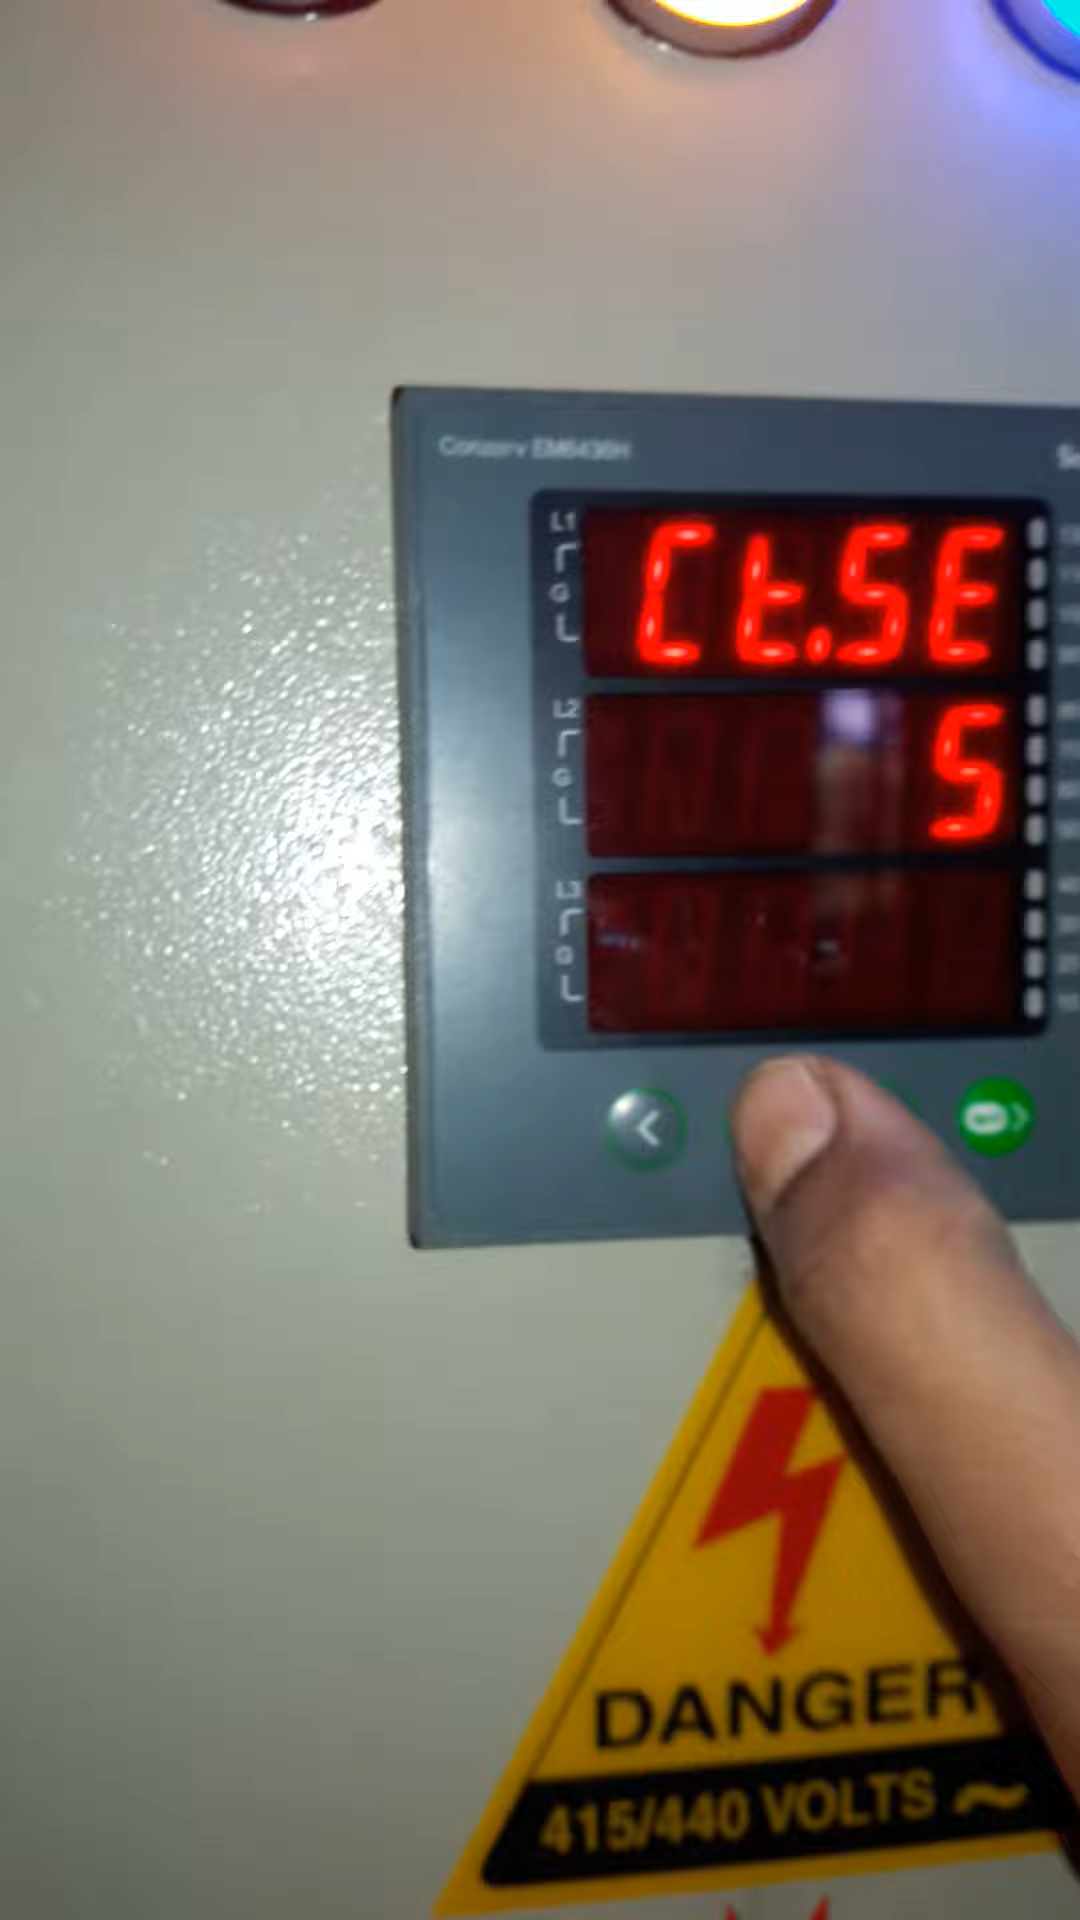 Conzerv EM6436H
L1
Ct.SE
L2
5
L3
DANGER
415/440 VOLTS ~